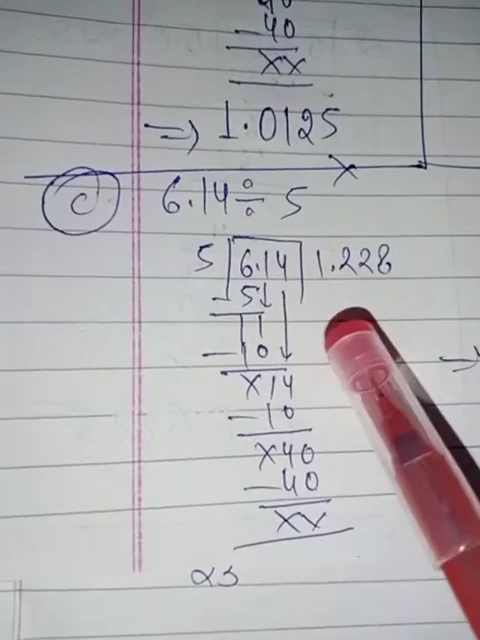 - 40
xx
=> 1.0125
x
c 6.14 ÷ 5
5 6.14 1.228
- 5
11
- 10
x14
- 10
x40
- 40
xx